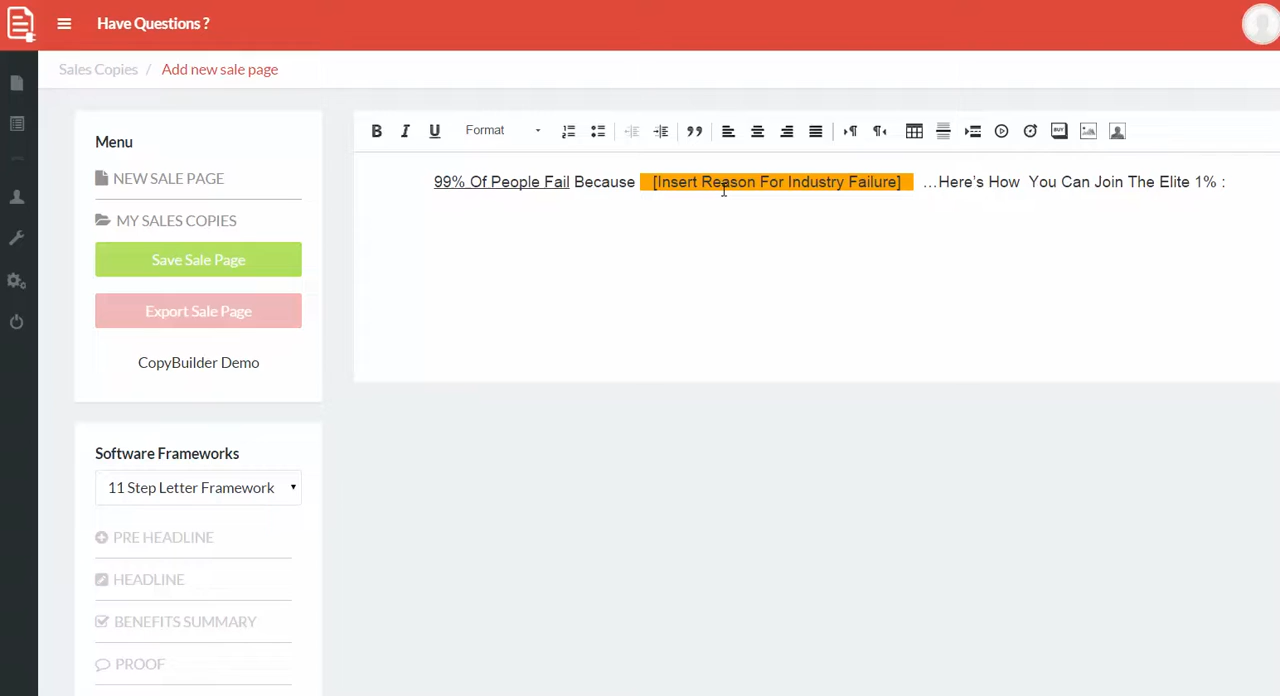 Have Questions ?
Sales Copies / Add new sale page
Menu
NEW SALE PAGE
MY SALES COPIES
Save Sale Page
Export Sale Page
CopyBuilder Demo
Software Frameworks
11 Step Letter Framework
PRE HEADLINE
HEADLINE
BENEFITS SUMMARY
PROOF
B I U Format
BUY
99% Of People Fail Because [Insert Reason For Industry Failure] …Here’s How You Can Join The Elite 1% :